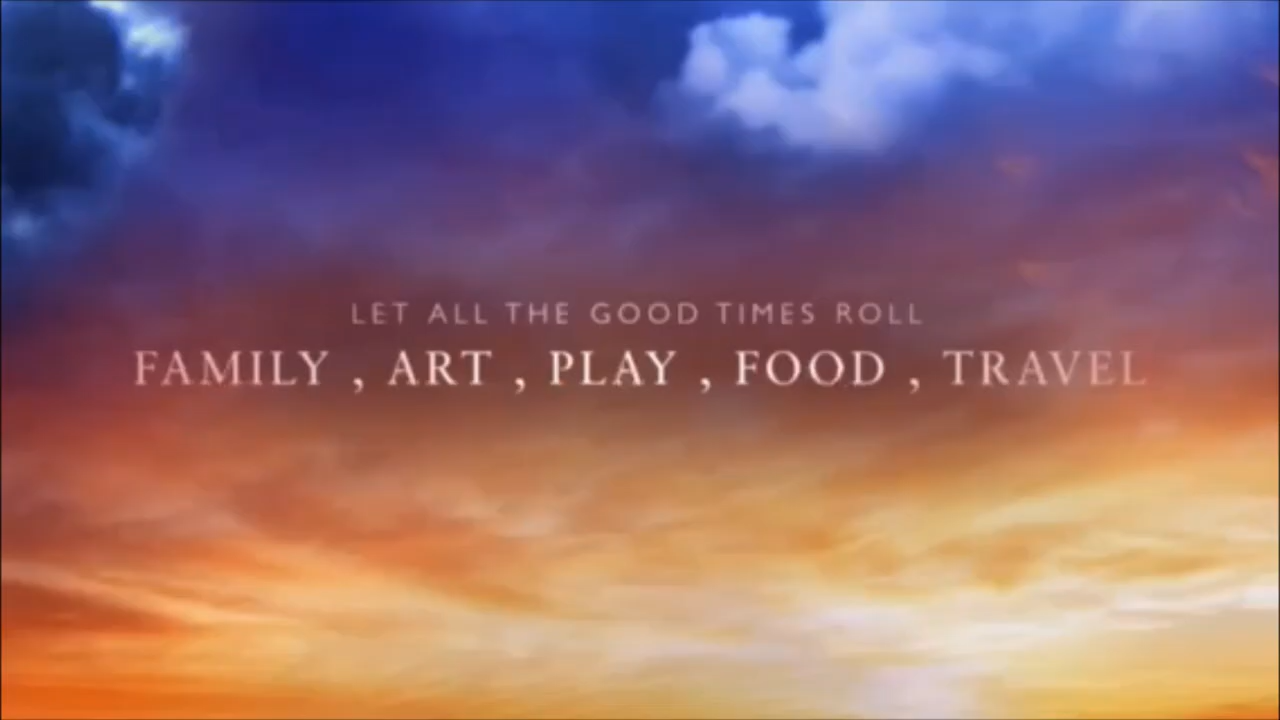 LET ALL THE GOOD TIMES ROLL
FAMILY , ART , PLAY , FOOD , TRAVEL